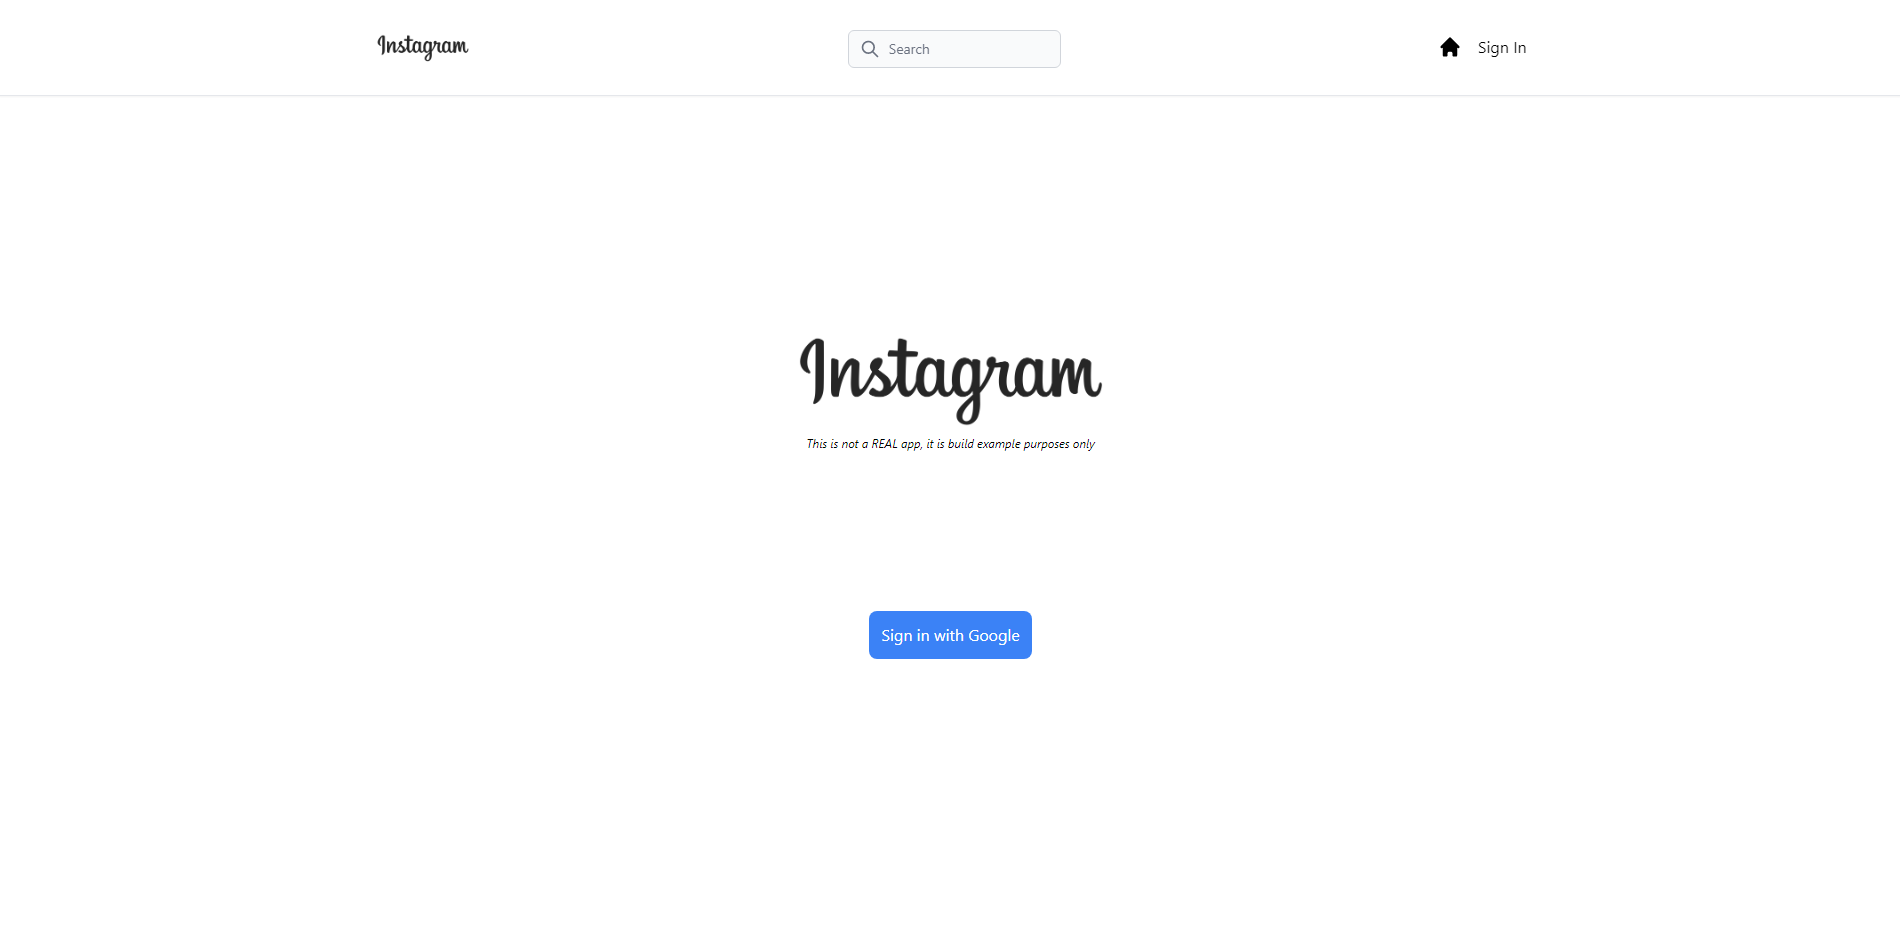 Instagram
Search
Sign In
Instagram
This is not a REAL app, it is build example purposes only
Sign in with Google